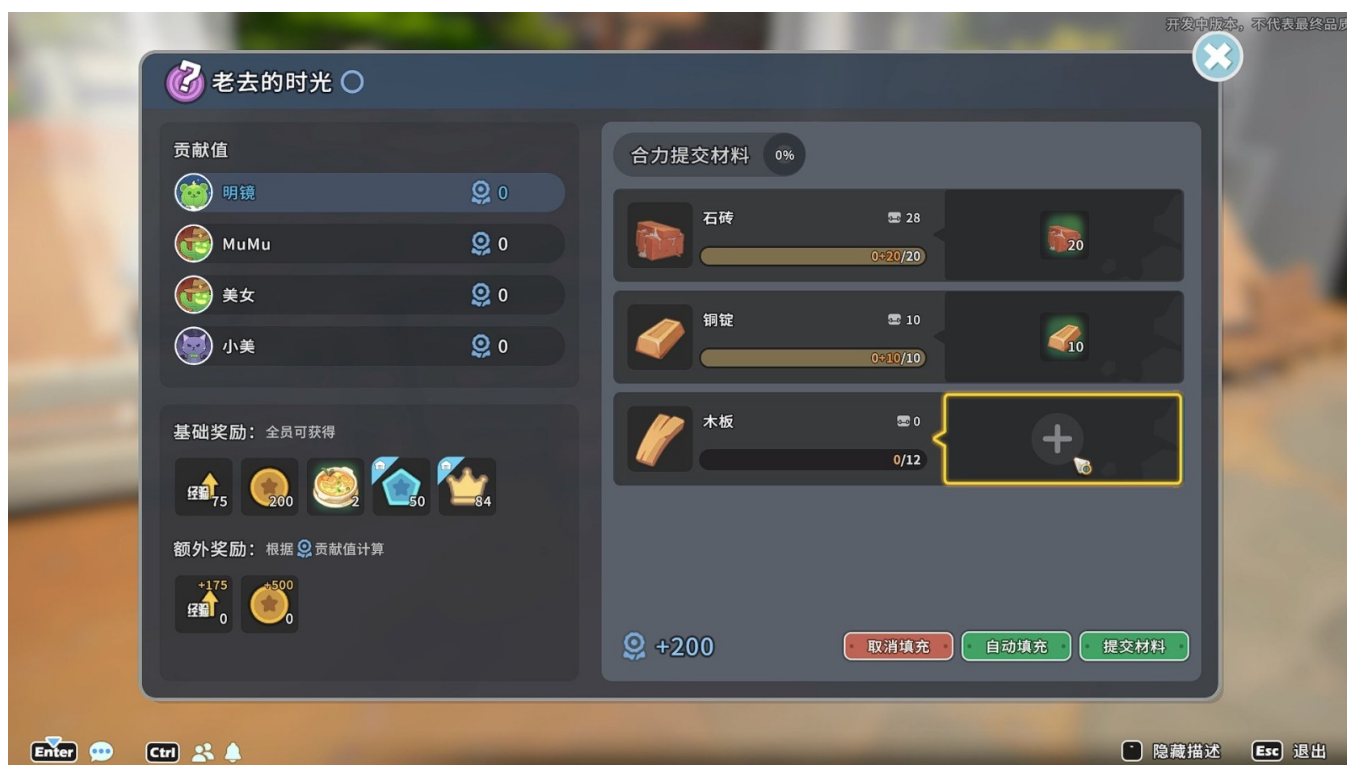 开发中版本，不代表最终品质
老去的时光
贡献值
明镜 0
MuMu 0
美女 0
小美 0
基础奖励：全员可获得
经验 75
200
2
50
84
额外奖励：根据贡献值计算
+175
经验 0
+500
0
合力提交材料 0%
石砖 28
0+20/20
20
铜锭 10
0+10/10
10
木板 0
0/12
+200
取消填充
自动填充
提交材料
Enter
Ctrl
隐藏描述
Esc 退出